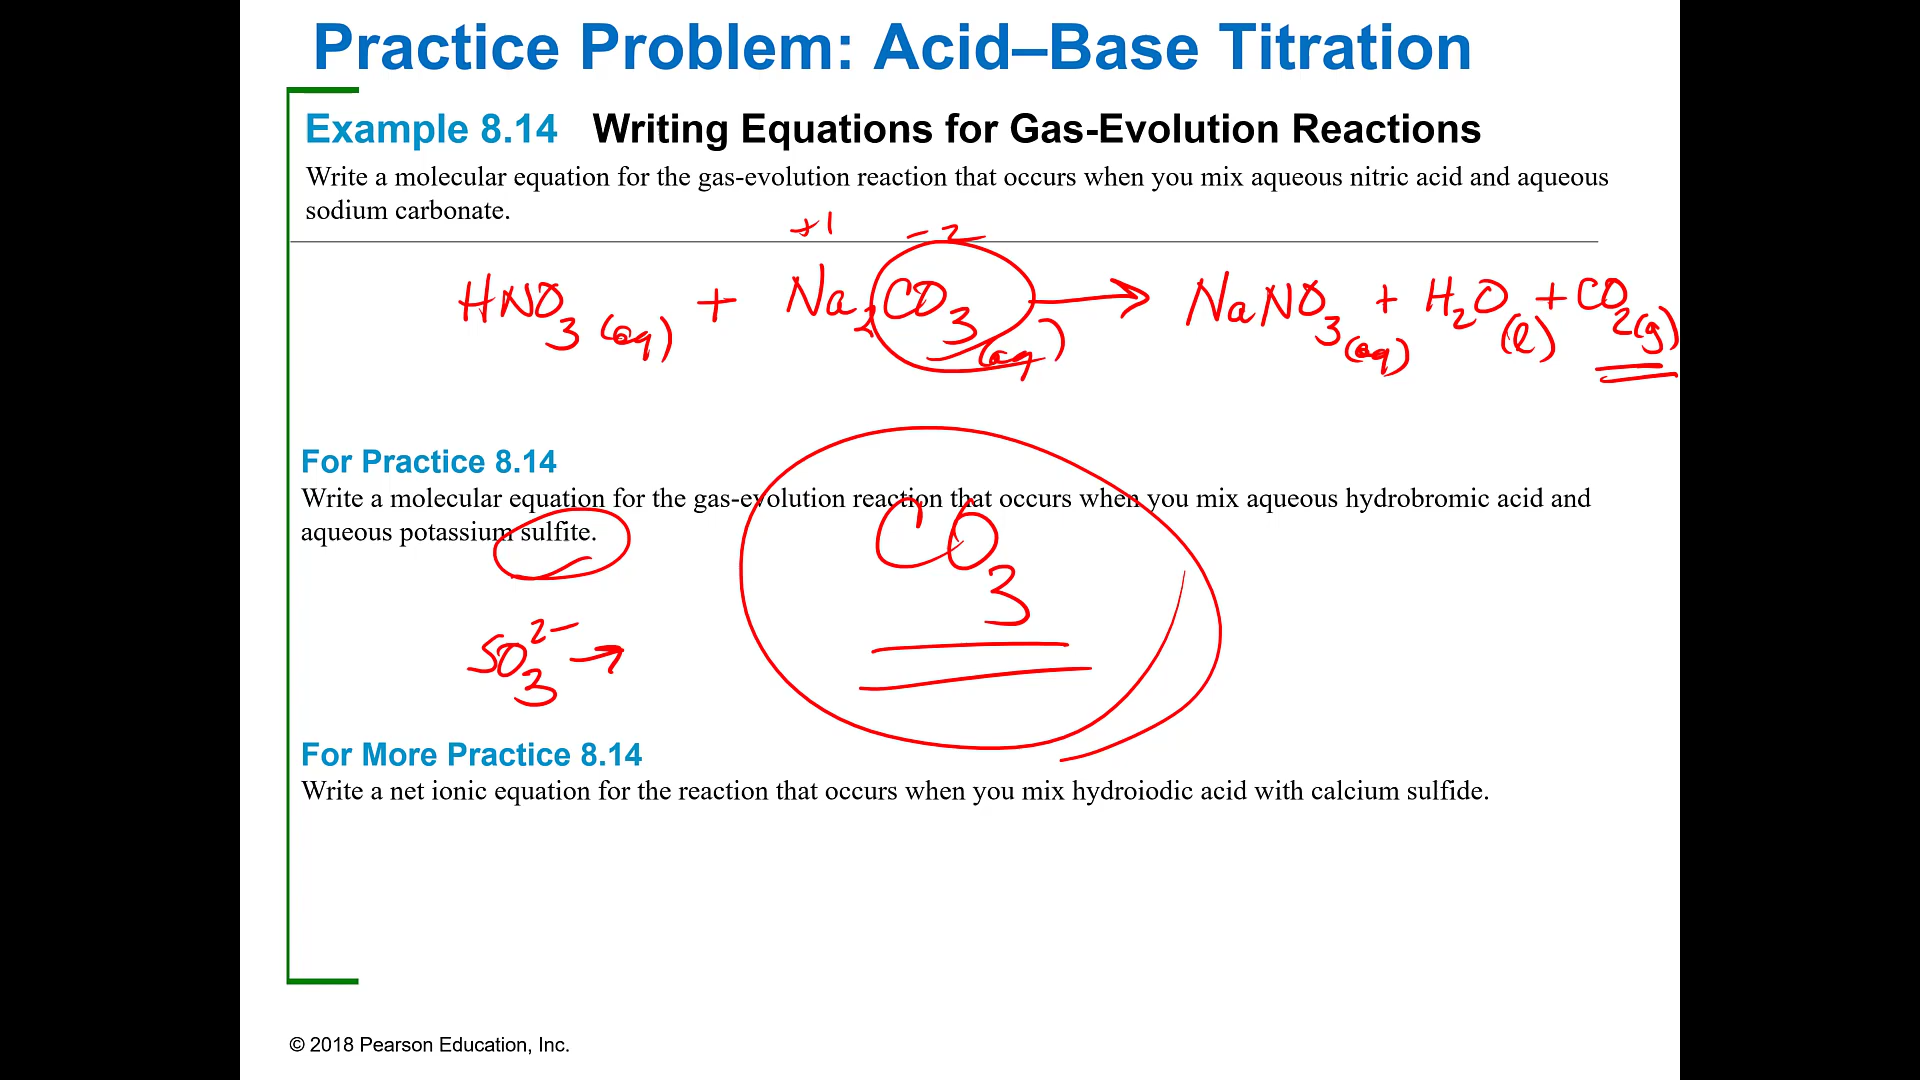 Practice Problem: Acid–Base Titration
Example 8.14 Writing Equations for Gas-Evolution Reactions
Write a molecular equation for the gas-evolution reaction that occurs when you mix aqueous nitric acid and aqueous
sodium carbonate.
+1 -2
HNO3 (aq) + Na2CO3 (aq) → NaNO3 (aq) + H2O (l) + CO2 (g)
For Practice 8.14
Write a molecular equation for the gas-evolution reaction that occurs when you mix aqueous hydrobromic acid and
aqueous potassium sulfite.
CO3
SO3 2- →
For More Practice 8.14
Write a net ionic equation for the reaction that occurs when you mix hydroiodic acid with calcium sulfide.
© 2018 Pearson Education, Inc.